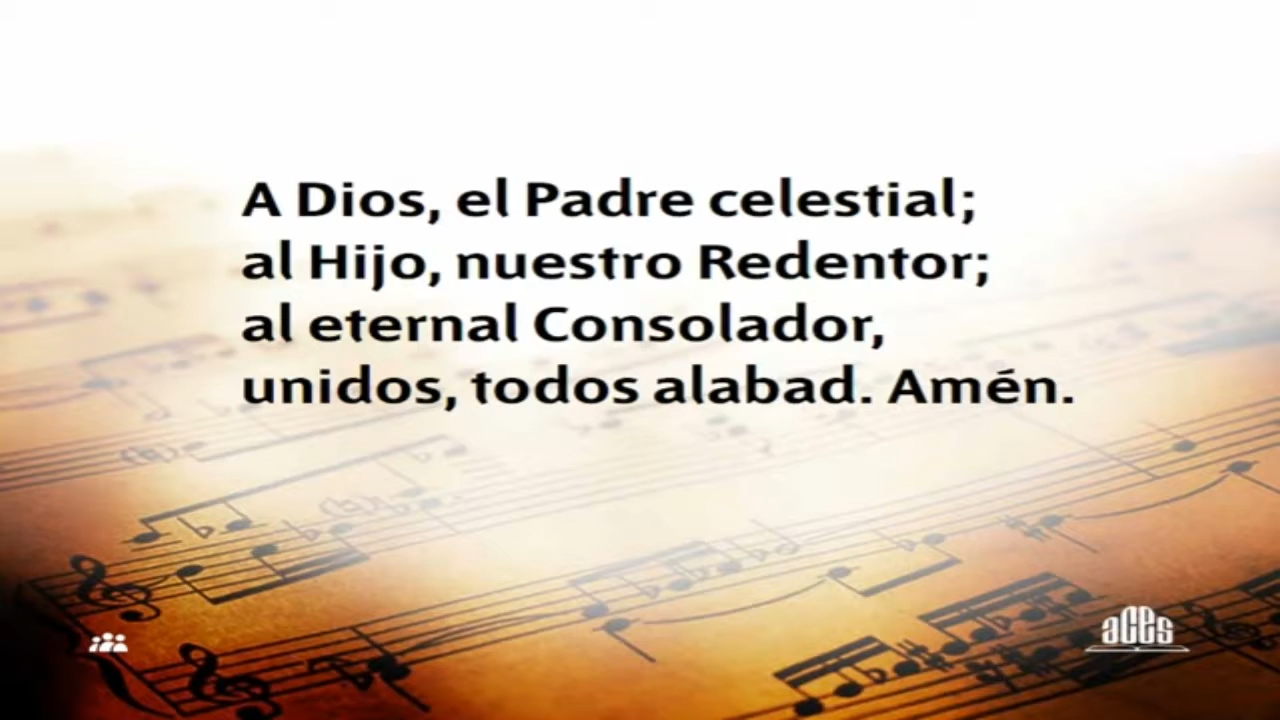 A Dios, el Padre celestial;
al Hijo, nuestro Redentor;
al eternal Consolador,
unidos, todos alabad. Amén.
aces